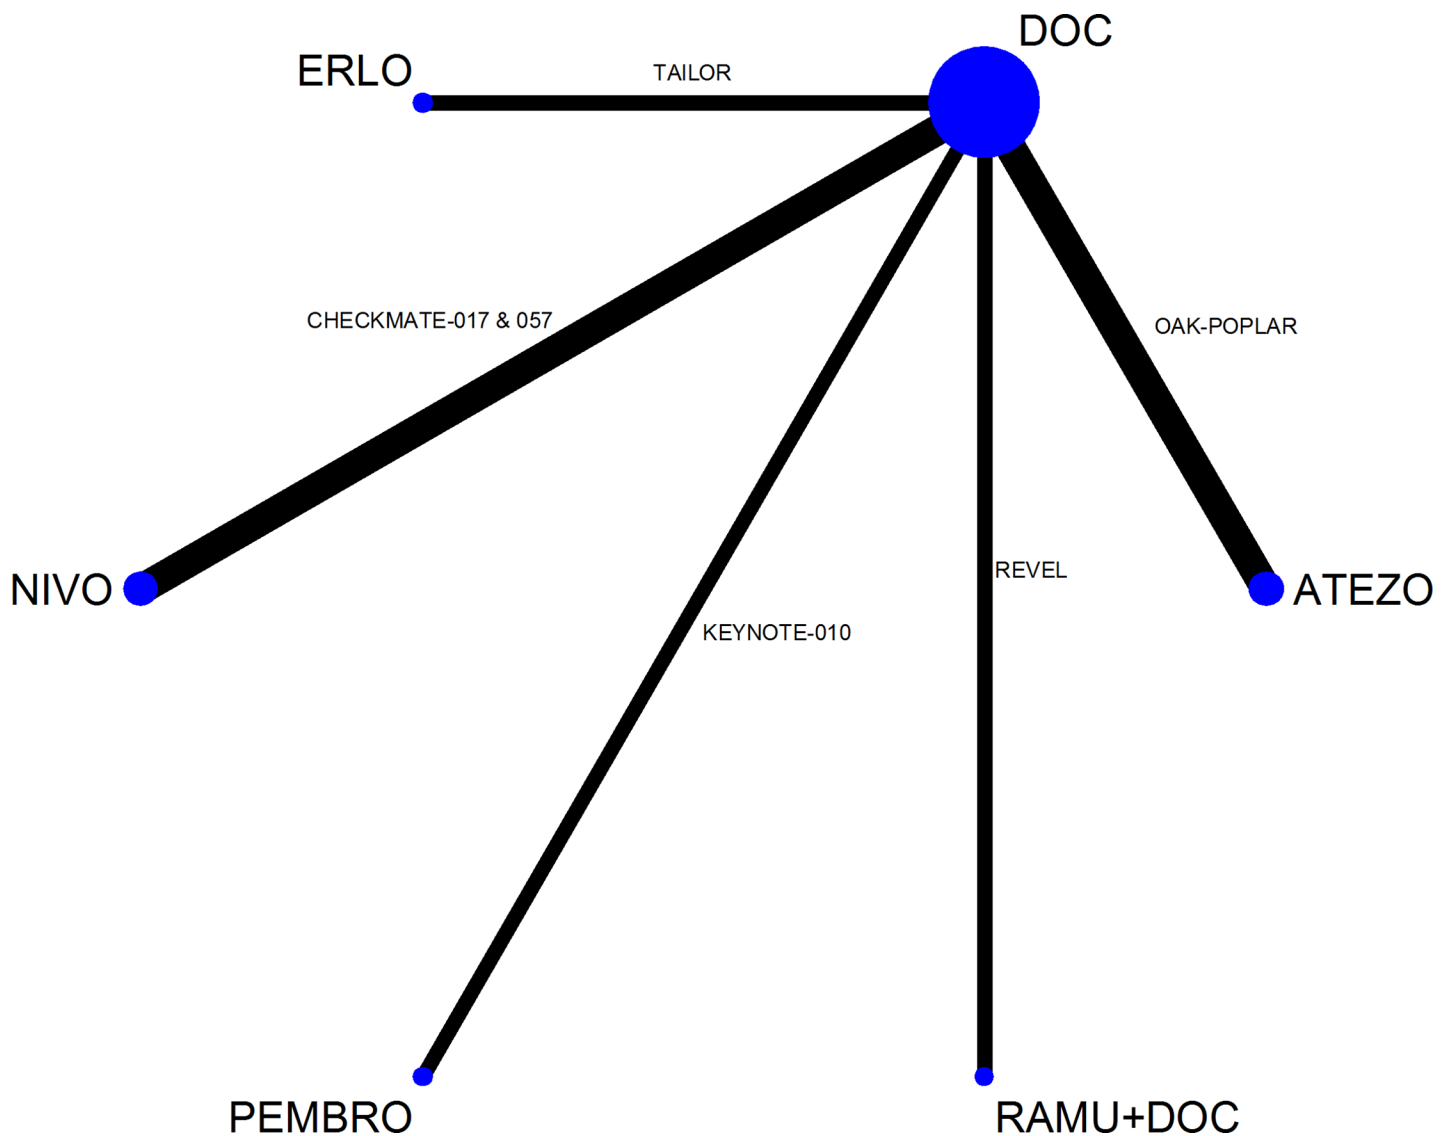 DOC
ERLO
TAILOR
CHECKMATE-017 & 057
OAK-POPLAR
REVEL
NIVO
ATEZO
KEYNOTE-010
PEMBRO
RAMU+DOC